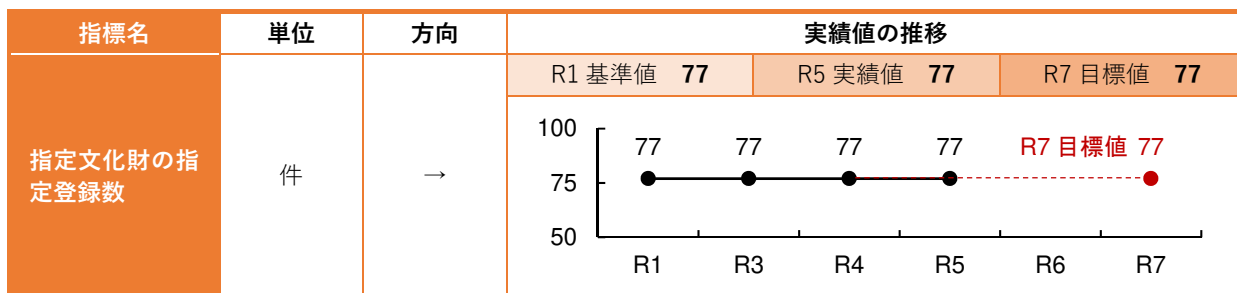 指標名 単位 方向 実績値の推移
R1 基準値 77 R5 実績値 77 R7 目標値 77
指定文化財の指
定登録数
件
→
100
75
50
77 77 77 77 R7 目標値 77
R1 R3 R4 R5 R6 R7